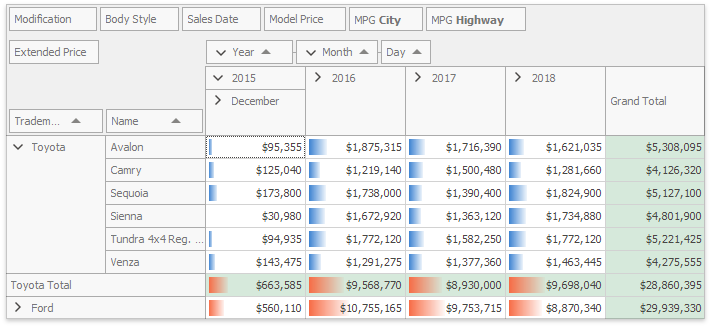 Modification Body Style Sales Date Model Price MPG City MPG Highway
Extended Price Year Month Day
2015 2016 2017 2018
December Grand Total
Tradem... Name
Toyota Avalon $95,355 $1,875,315 $1,716,390 $1,621,035 $5,308,095
Camry $125,040 $1,219,140 $1,500,480 $1,281,660 $4,126,320
Sequoia $173,800 $1,738,000 $1,390,400 $1,824,900 $5,127,100
Sienna $30,980 $1,672,920 $1,363,120 $1,734,880 $4,801,900
Tundra 4x4 Reg. ... $94,935 $1,772,120 $1,582,250 $1,772,120 $5,221,425
Venza $143,475 $1,291,275 $1,377,360 $1,463,445 $4,275,555
Toyota Total $663,585 $9,568,770 $8,930,000 $9,698,040 $28,860,395
Ford $560,110 $10,755,165 $9,753,715 $8,870,340 $29,939,330